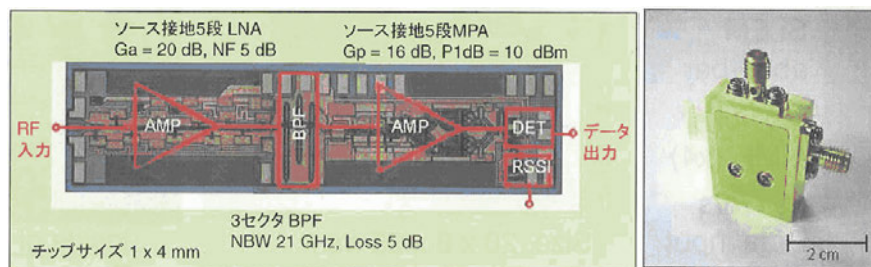 ソース接地5段 LNA
Ga = 20 dB, NF 5 dB
ソース接地5段MPA
Gp = 16 dB, P1dB = 10 dBm
RF
入力
AMP
BPF
AMP
DET
RSSI
データ
出力
3セクタ BPF
NBW 21 GHz, Loss 5 dB
チップサイズ 1 x 4 mm
2 cm